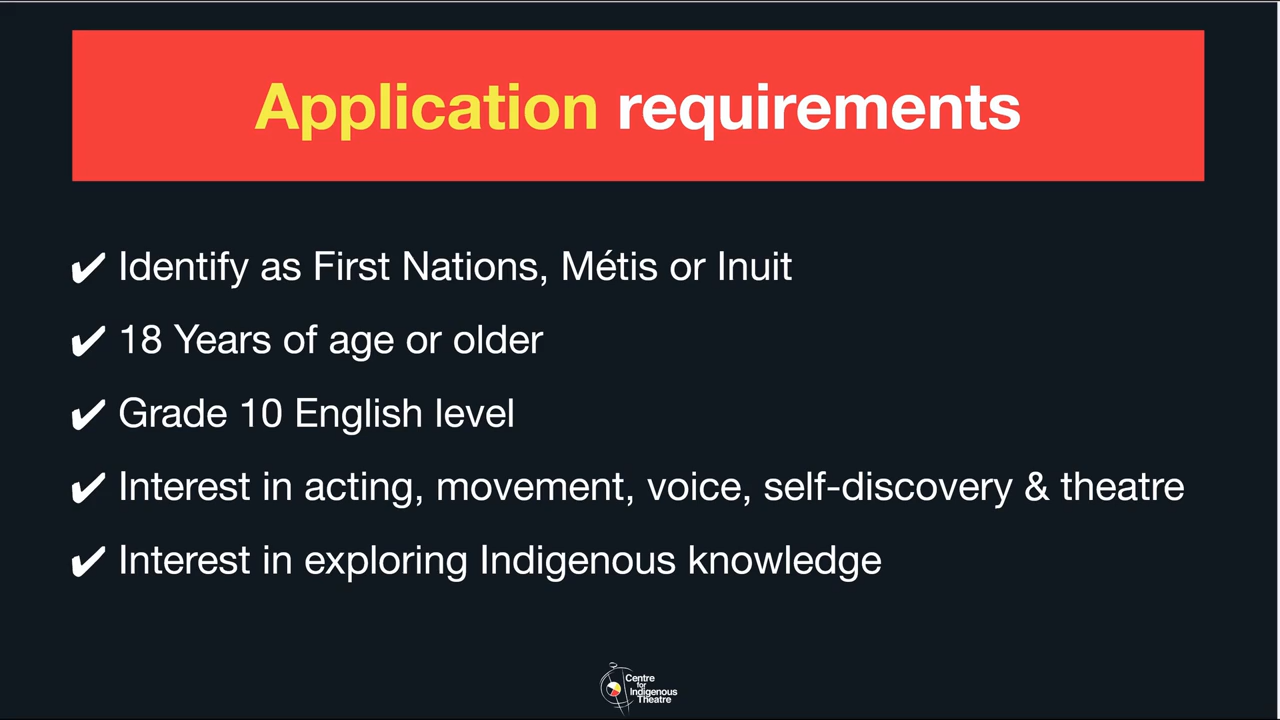 Application requirements
✔ Identify as First Nations, Métis or Inuit
✔ 18 Years of age or older
✔ Grade 10 English level
✔ Interest in acting, movement, voice, self-discovery & theatre
✔ Interest in exploring Indigenous knowledge
Centre
for
Indigenous
Theatre